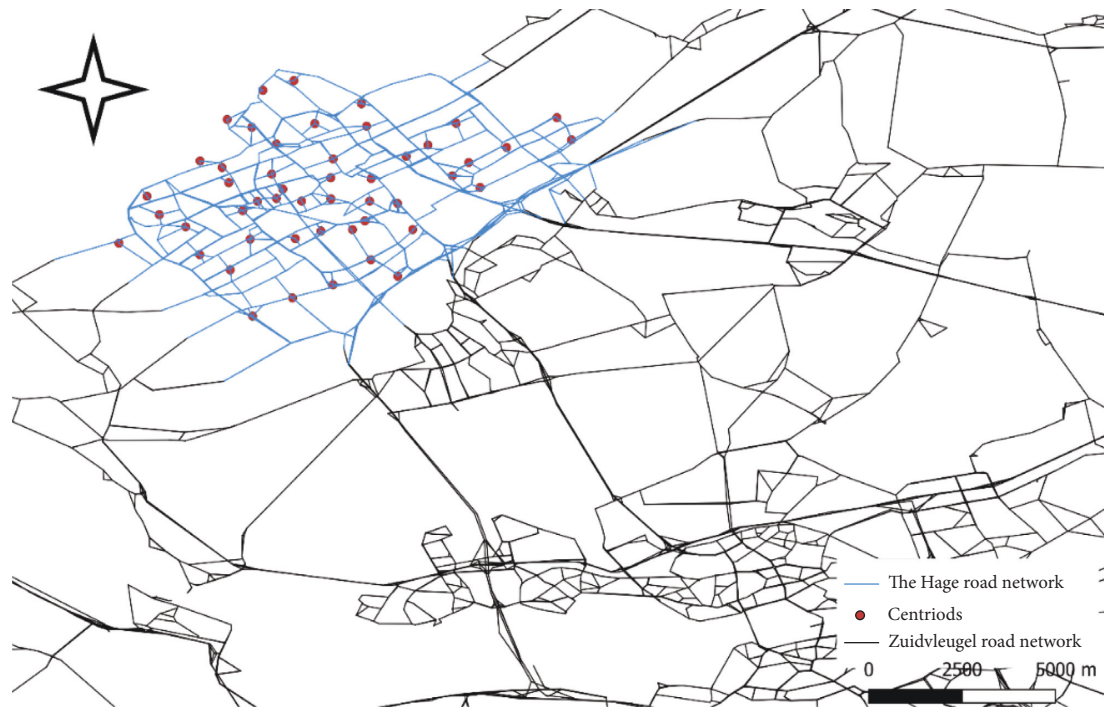 The Hage road network
Centriods
Zuidvleugel road network
0 2500 5000 m